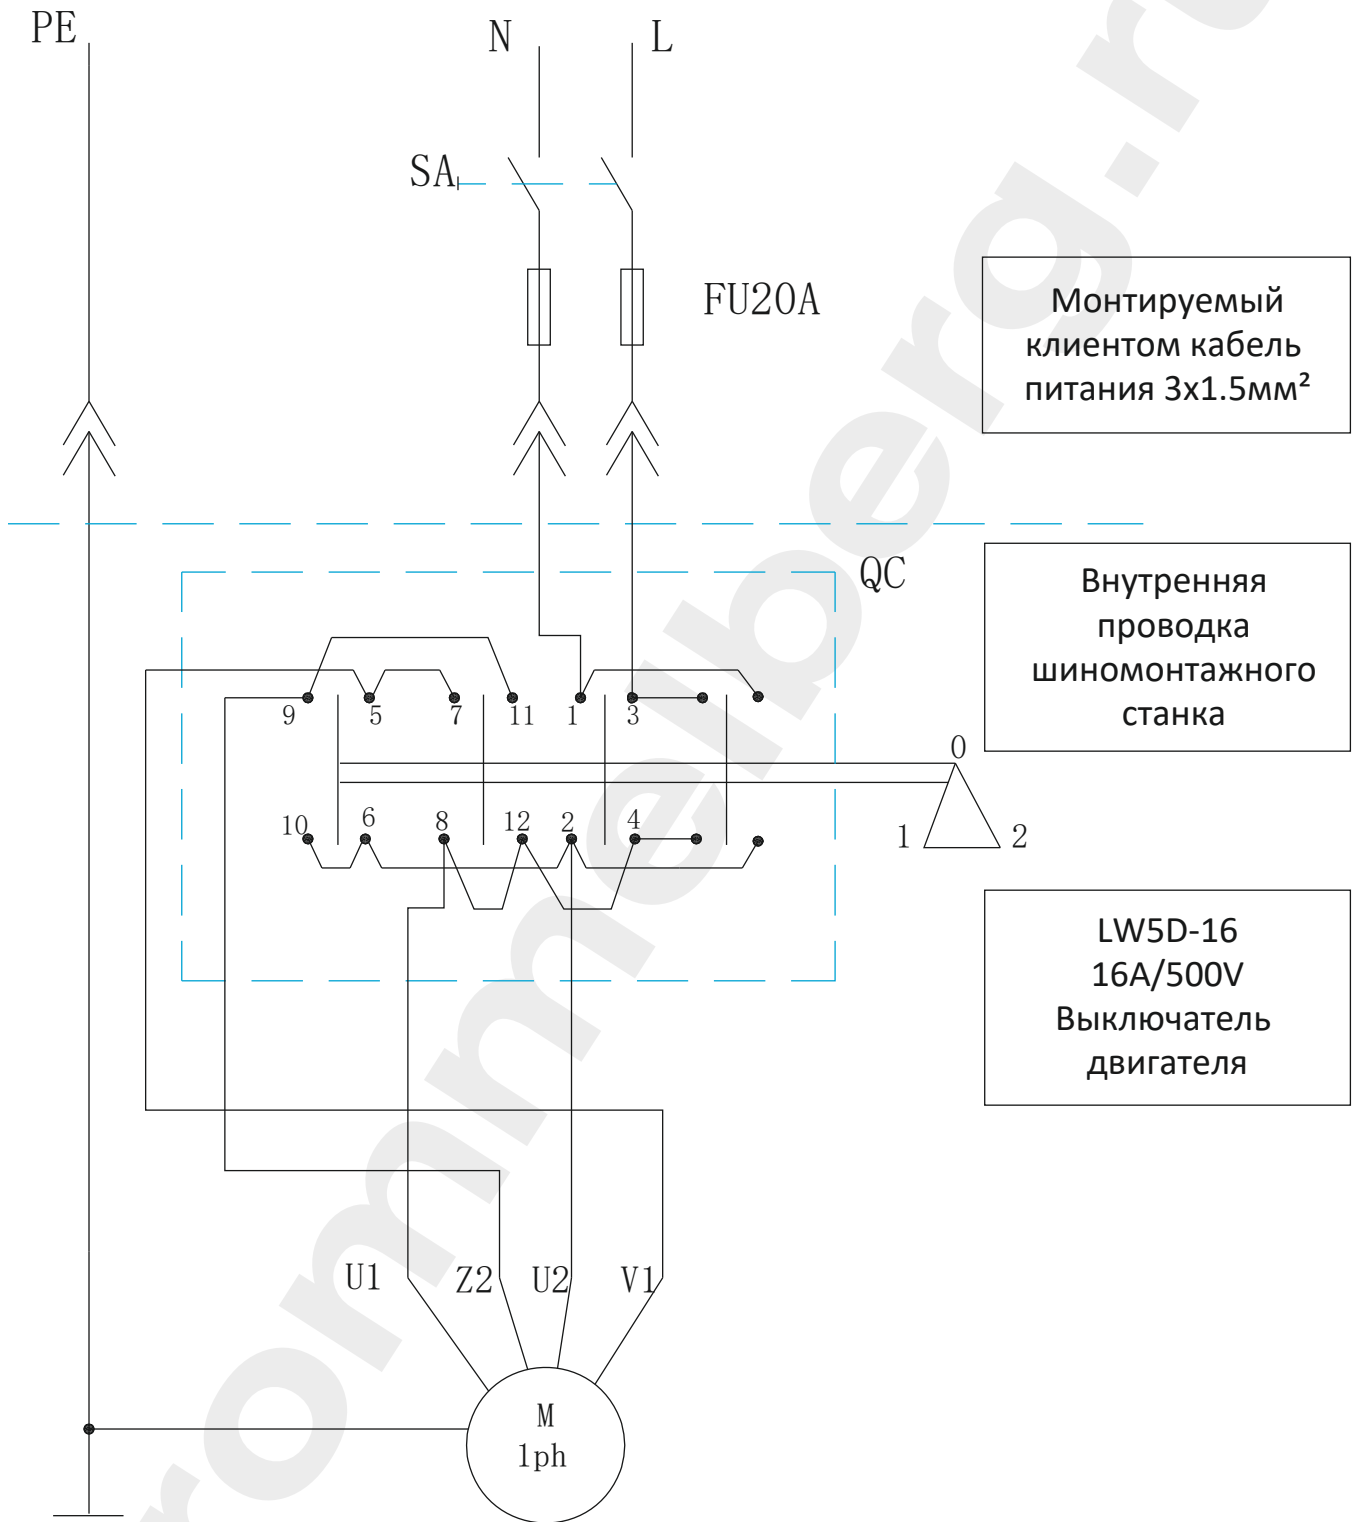 PE
N
L
SA
FU20A
Монтируемый
клиентом кабель
питания 3x1.5мм²
QC
Внутренняя
проводка
шиномонтажного
станка
9
5
7
11
1
3
0
10
6
8
12
2
4
1
2
LW5D-16
16A/500V
Выключатель
двигателя
U1
Z2
U2
V1
M
1ph
rommelberg.ru